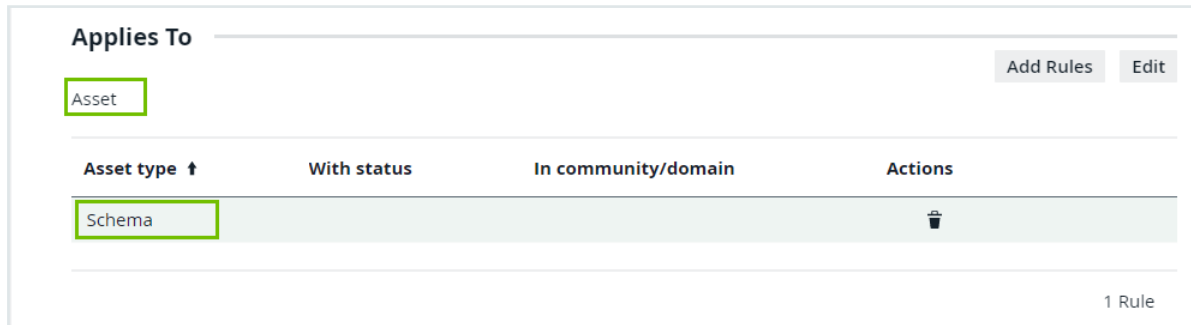 Applies To
Add Rules Edit
Asset
Asset type With status In community/domain Actions
Schema
1 Rule